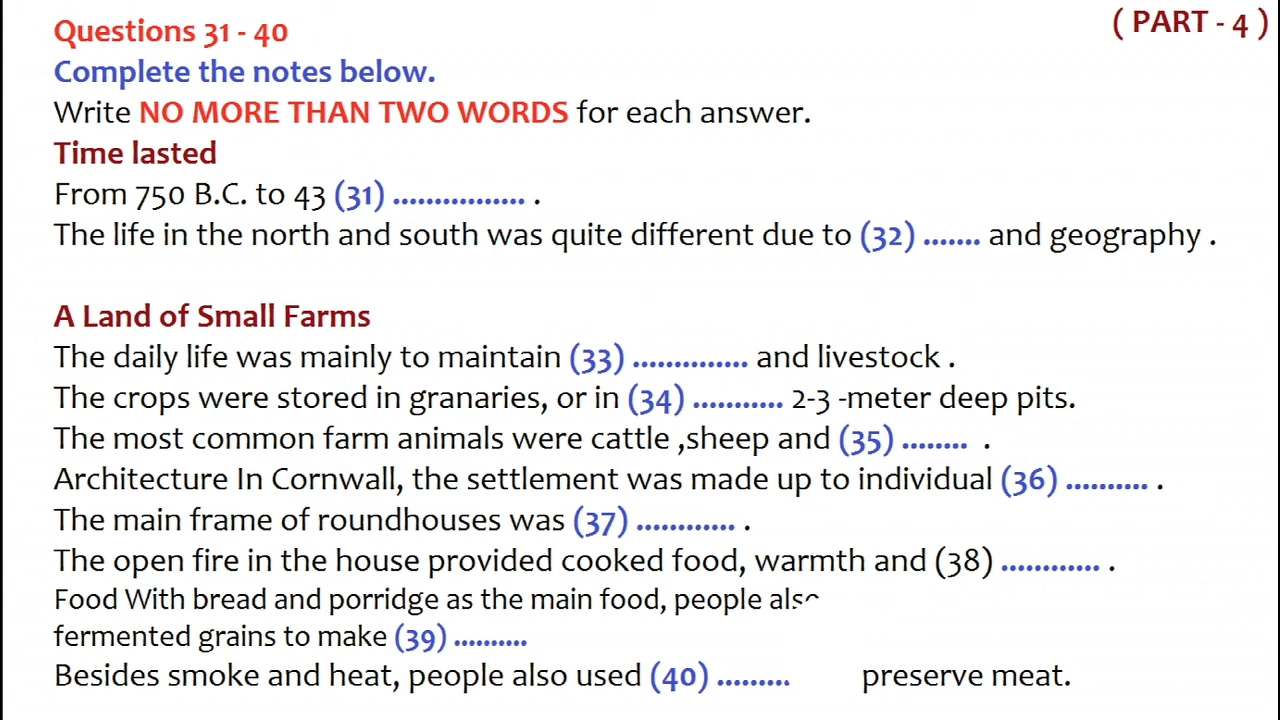 ( PART - 4 )
Questions 31 - 40
Complete the notes below.
Write NO MORE THAN TWO WORDS for each answer.
Time lasted
From 750 B.C. to 43 (31) ................ .
The life in the north and south was quite different due to (32) ....... and geography .
A Land of Small Farms
The daily life was mainly to maintain (33) .............. and livestock .
The crops were stored in granaries, or in (34) ........... 2-3 -meter deep pits.
The most common farm animals were cattle ,sheep and (35) ........ .
Architecture In Cornwall, the settlement was made up to individual (36) .......... .
The main frame of roundhouses was (37) ............ .
The open fire in the house provided cooked food, warmth and (38) ............ .
Food With bread and porridge as the main food, people also
fermented grains to make (39) ..........
Besides smoke and heat, people also used (40) ......... preserve meat.